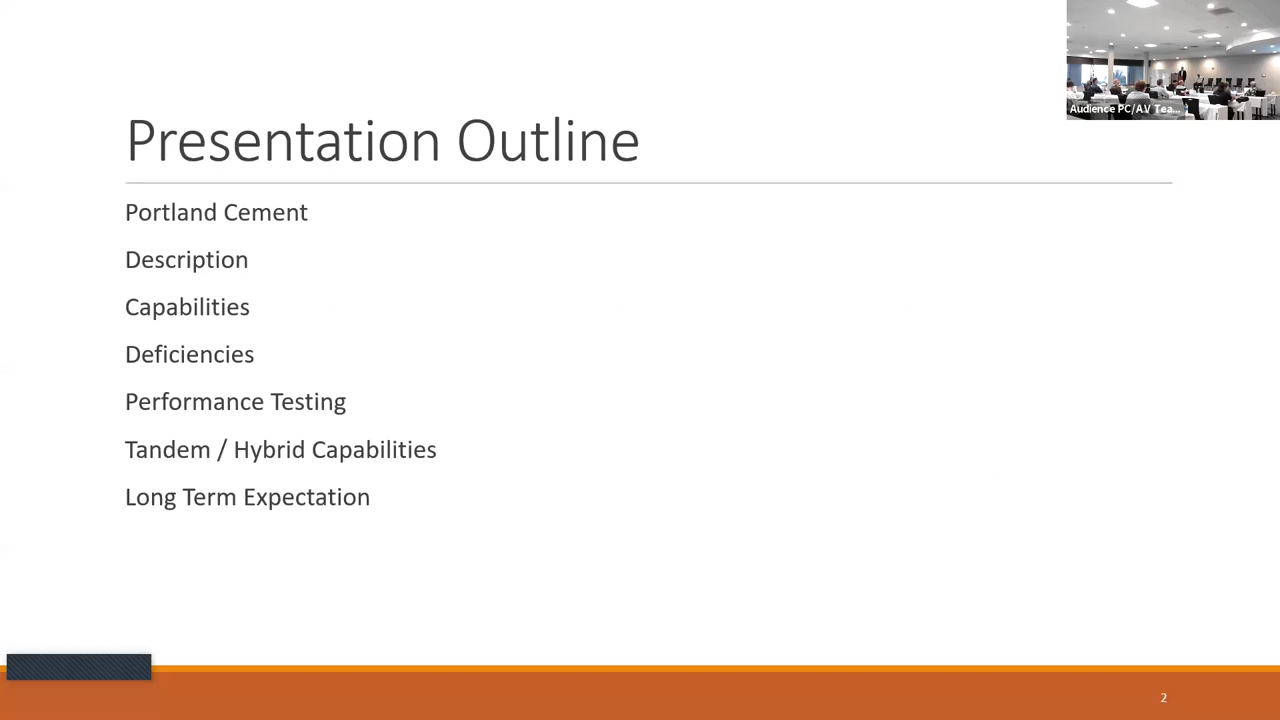 Audience PC/AV Tea...
Presentation Outline
Portland Cement
Description
Capabilities
Deficiencies
Performance Testing
Tandem / Hybrid Capabilities
Long Term Expectation
2